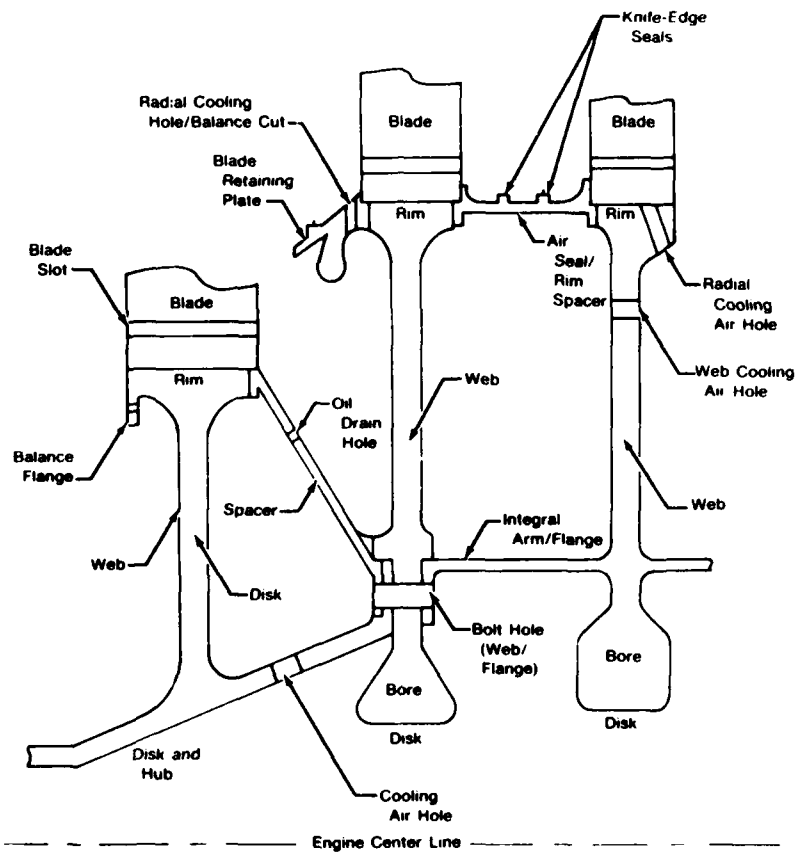 Knife-Edge
Seals
Radial Cooling
Hole/Balance Cut
Blade
Blade
Blade
Retaining
Plate
Rim
Rim
Air
Seal/
Rim
Spacer
Radial
Cooling
Air Hole
Blade
Slot
Blade
Rim
Web Cooling
Air Hole
Web
Oil
Drain
Hole
Balance
Flange
Spacer
Web
Integral
Arm/Flange
Web
Disk
Bolt Hole
(Web/
Flange)
Bore
Bore
Disk
Disk
Disk and
Hub
Cooling
Air Hole
Engine Center Line